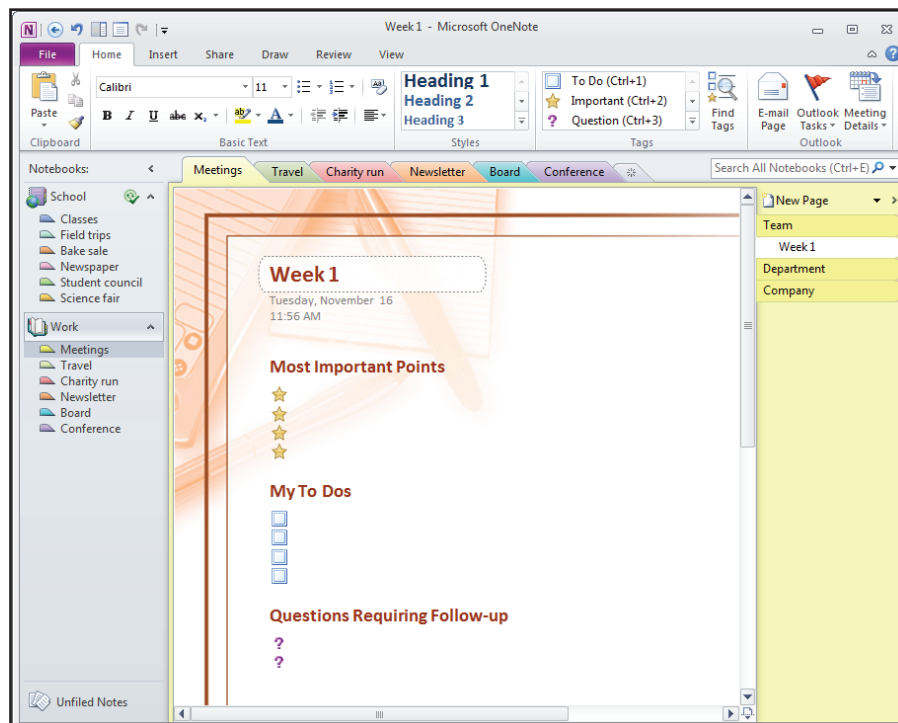 Week 1 - Microsoft OneNote
File Home Insert Share Draw Review View
Paste
Clipboard
Calibri 11
B I U abc x₂ ab A
Basic Text
Heading 1
Heading 2
Heading 3
Styles
To Do (Ctrl+1)
Important (Ctrl+2)
? Question (Ctrl+3)
Tags
Find
Tags
E-mail
Page
Outlook
Tasks
Meeting
Details
Outlook
Notebooks:
School
Classes
Field trips
Bake sale
Newspaper
Student council
Science fair
Work
Meetings
Travel
Charity run
Newsletter
Board
Conference
Unfiled Notes
Meetings Travel Charity run Newsletter Board Conference
Search All Notebooks (Ctrl+E)
Week 1
Tuesday, November 16
11:56 AM
Most Important Points
My To Dos
Questions Requiring Follow-up
?
?
New Page
Team
Week 1
Department
Company